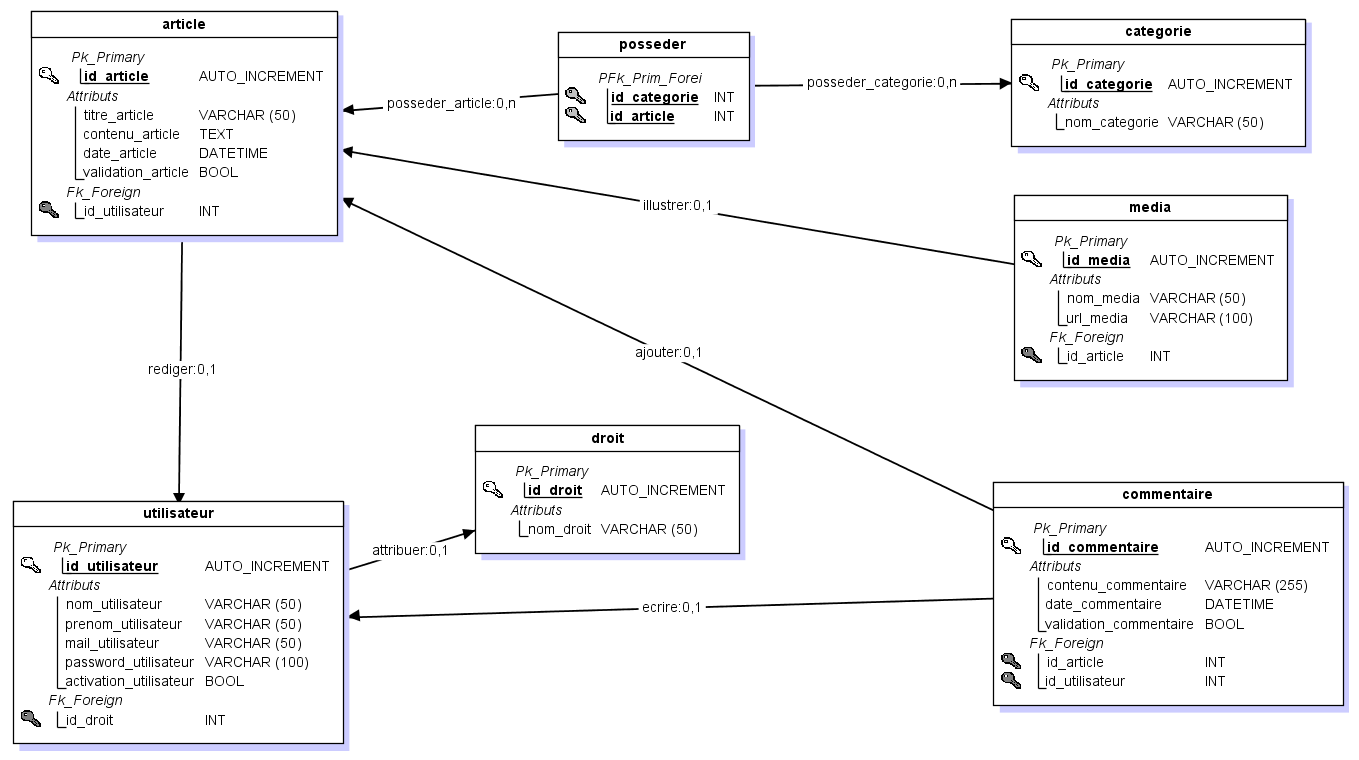 article
Pk_Primary
id_article AUTO_INCREMENT
Attributs
titre_article VARCHAR (50)
contenu_article TEXT
date_article DATETIME
validation_article BOOL
Fk_Foreign
id_utilisateur INT
posseder
PFk_Prim_Forei
id_categorie INT
id_article INT
categorie
Pk_Primary
id_categorie AUTO_INCREMENT
Attributs
nom_categorie VARCHAR (50)
posseder_article:0,n
posseder_categorie:0,n
illustrer:0,1
media
Pk_Primary
id_media AUTO_INCREMENT
Attributs
nom_media VARCHAR (50)
url_media VARCHAR (100)
Fk_Foreign
id_article INT
ajouter:0,1
rediger:0,1
droit
Pk_Primary
id_droit AUTO_INCREMENT
Attributs
nom_droit VARCHAR (50)
utilisateur
Pk_Primary
id_utilisateur AUTO_INCREMENT
Attributs
nom_utilisateur VARCHAR (50)
prenom_utilisateur VARCHAR (50)
mail_utilisateur VARCHAR (50)
password_utilisateur VARCHAR (100)
activation_utilisateur BOOL
Fk_Foreign
id_droit INT
attribuer:0,1
ecrire:0,1
commentaire
Pk_Primary
id_commentaire AUTO_INCREMENT
Attributs
contenu_commentaire VARCHAR (255)
date_commentaire DATETIME
validation_commentaire BOOL
Fk_Foreign
id_article INT
id_utilisateur INT